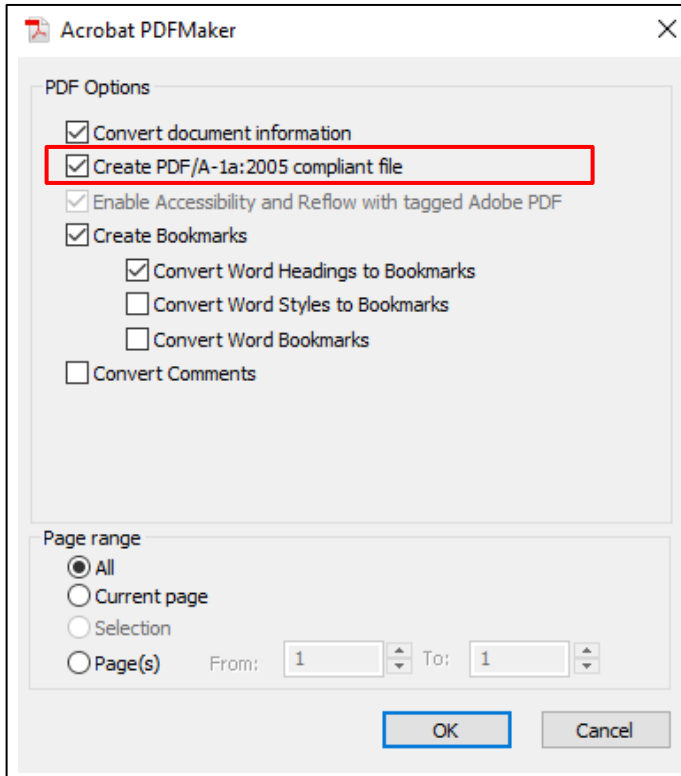 Acrobat PDFMaker
PDF Options
Convert document information
Create PDF/A-1a:2005 compliant file
Enable Accessibility and Reflow with tagged Adobe PDF
Create Bookmarks
Convert Word Headings to Bookmarks
Convert Word Styles to Bookmarks
Convert Word Bookmarks
Convert Comments
Page range
All
Current page
Selection
Page(s) From: 1 To: 1
OK Cancel